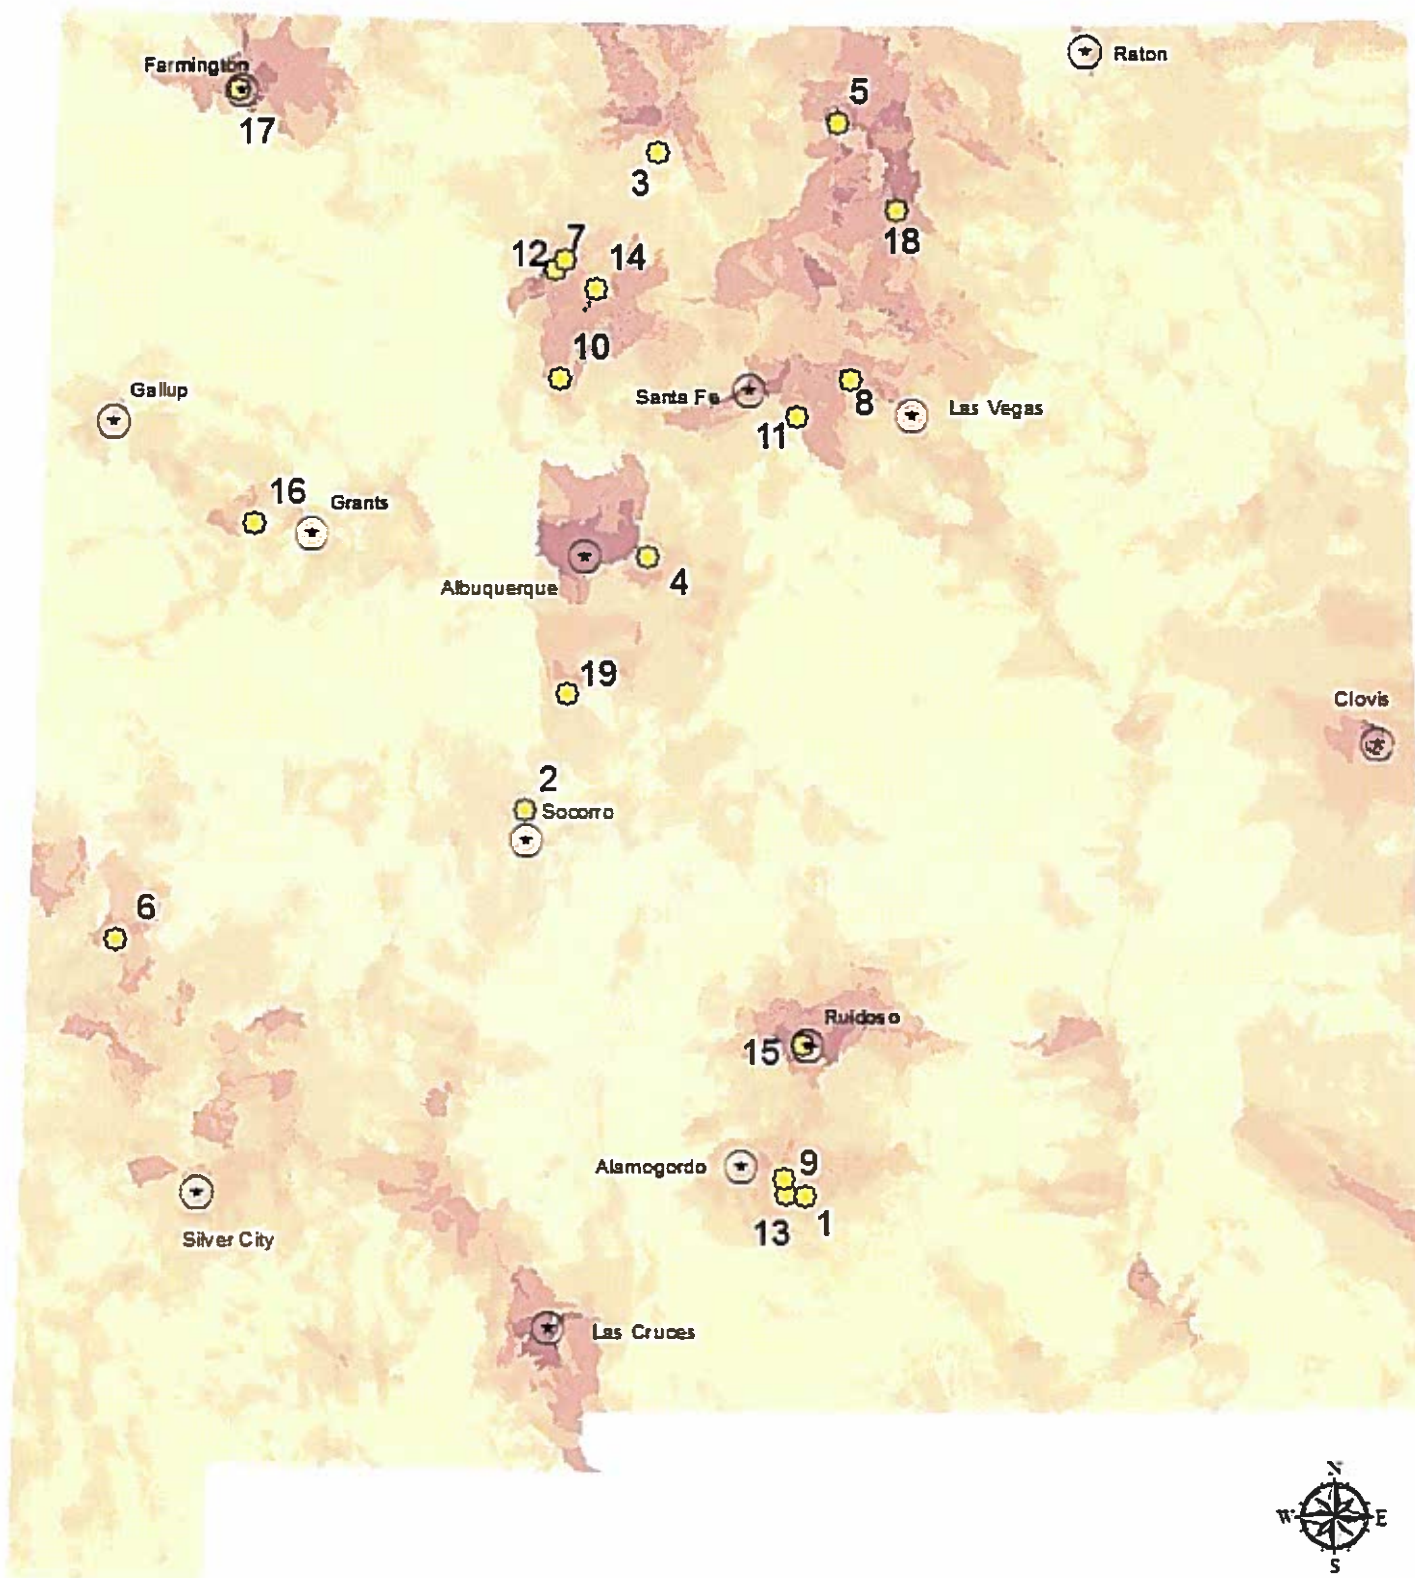 Raton
Farmington
5
17
3
18
7
12
14
10
Gallup
Santa Fe
8
Las Vegas
11
16
Grants
4
Albuquerque
19
Clovis
2
Socorro
6
Ruidoso
15
Alamogordo
9
1
13
Silver City
Las Cruces
N
W
E
S